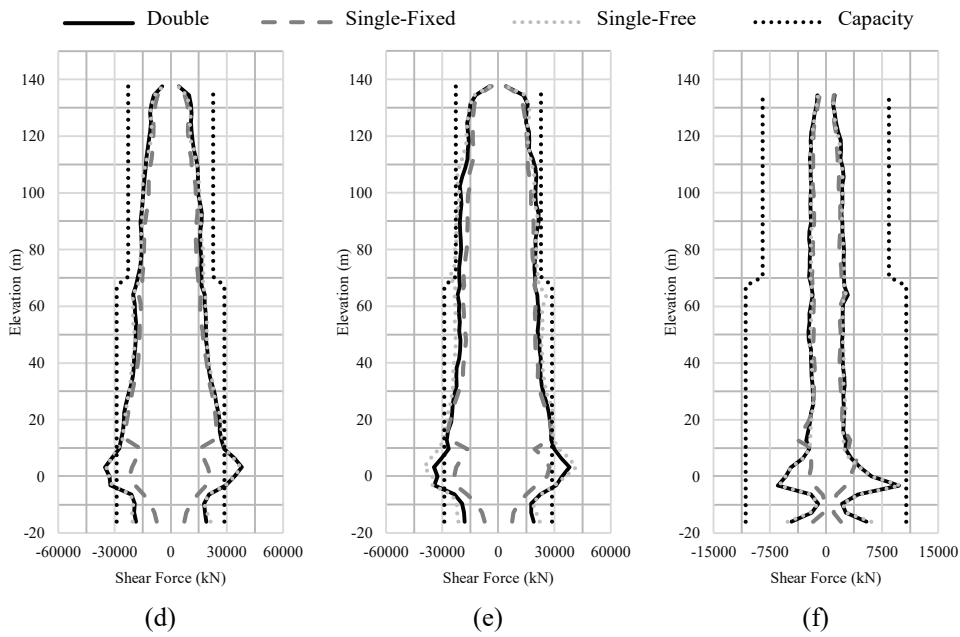 Double Single-Fixed Single-Free Capacity
140
120
100
80
60
40
20
0
-20
Elevation (m)
-60000 -30000 0 30000 60000
Shear Force (kN)
(d)
140
120
100
80
60
40
20
0
-20
Elevation (m)
-60000 -30000 0 30000 60000
Shear Force (kN)
(e)
140
120
100
80
60
40
20
0
-20
Elevation (m)
-15000 -7500 0 7500 15000
Shear Force (kN)
(f)